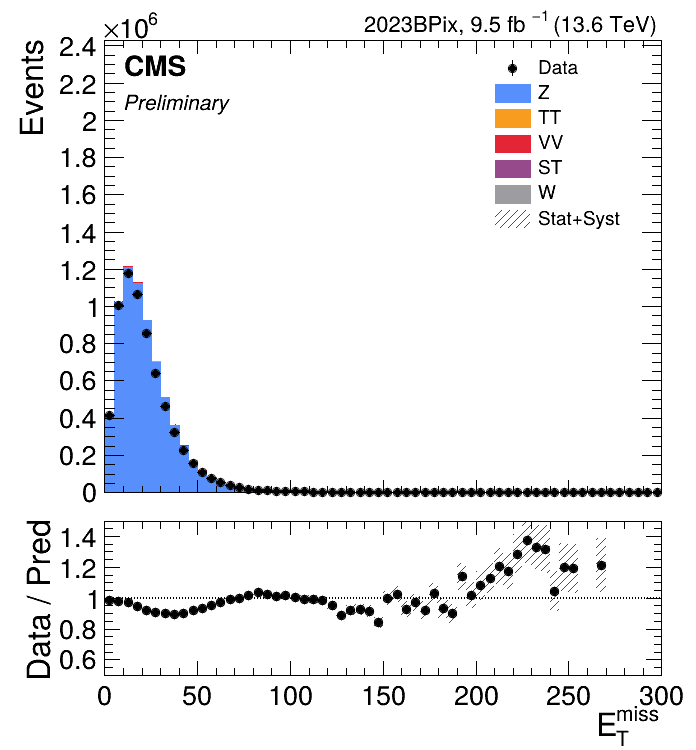 ×10⁶
2023BPix, 9.5 fb ⁻¹ (13.6 TeV)
CMS
Preliminary
Data
Z
TT
VV
ST
W
Stat+Syst
Events
2.4
2.2
2
1.8
1.6
1.4
1.2
1
0.8
0.6
0.4
0.2
0
Data / Pred
1.4
1.2
1
0.8
0.6
0 50 100 150 200 250 300
E_T^miss